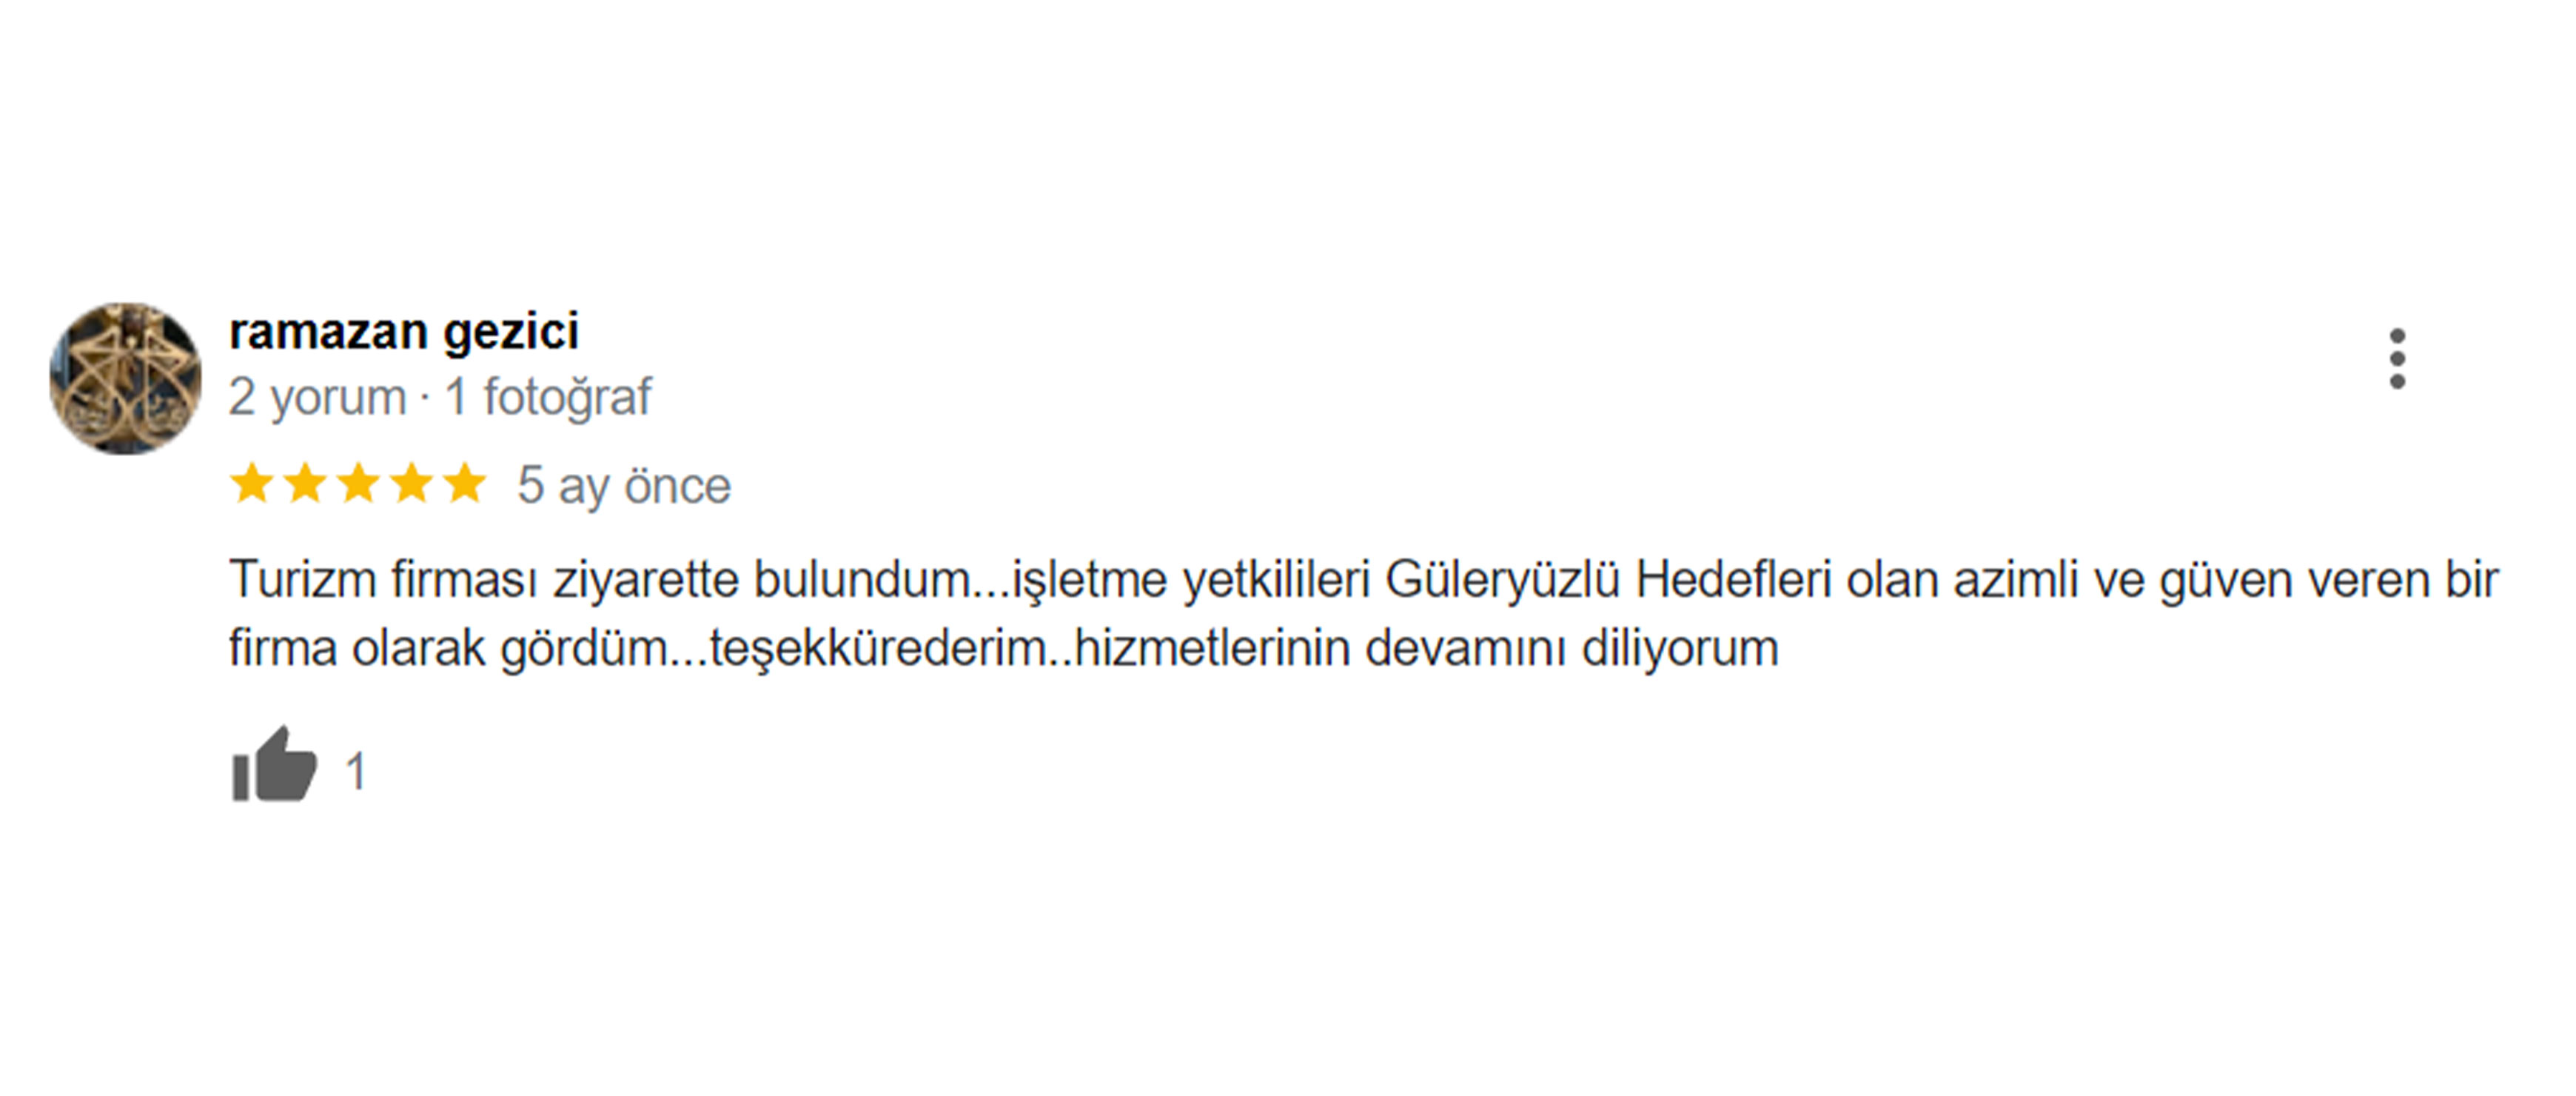 ramazan gezici
2 yorum · 1 fotoğraf
5 ay önce
Turizm firması ziyarette bulundum...işletme yetkilileri Güleryüzlü Hedefleri olan azimli ve güven veren bir
firma olarak gördüm...teşekkürederim..hizmetlerinin devamını diliyorum
1